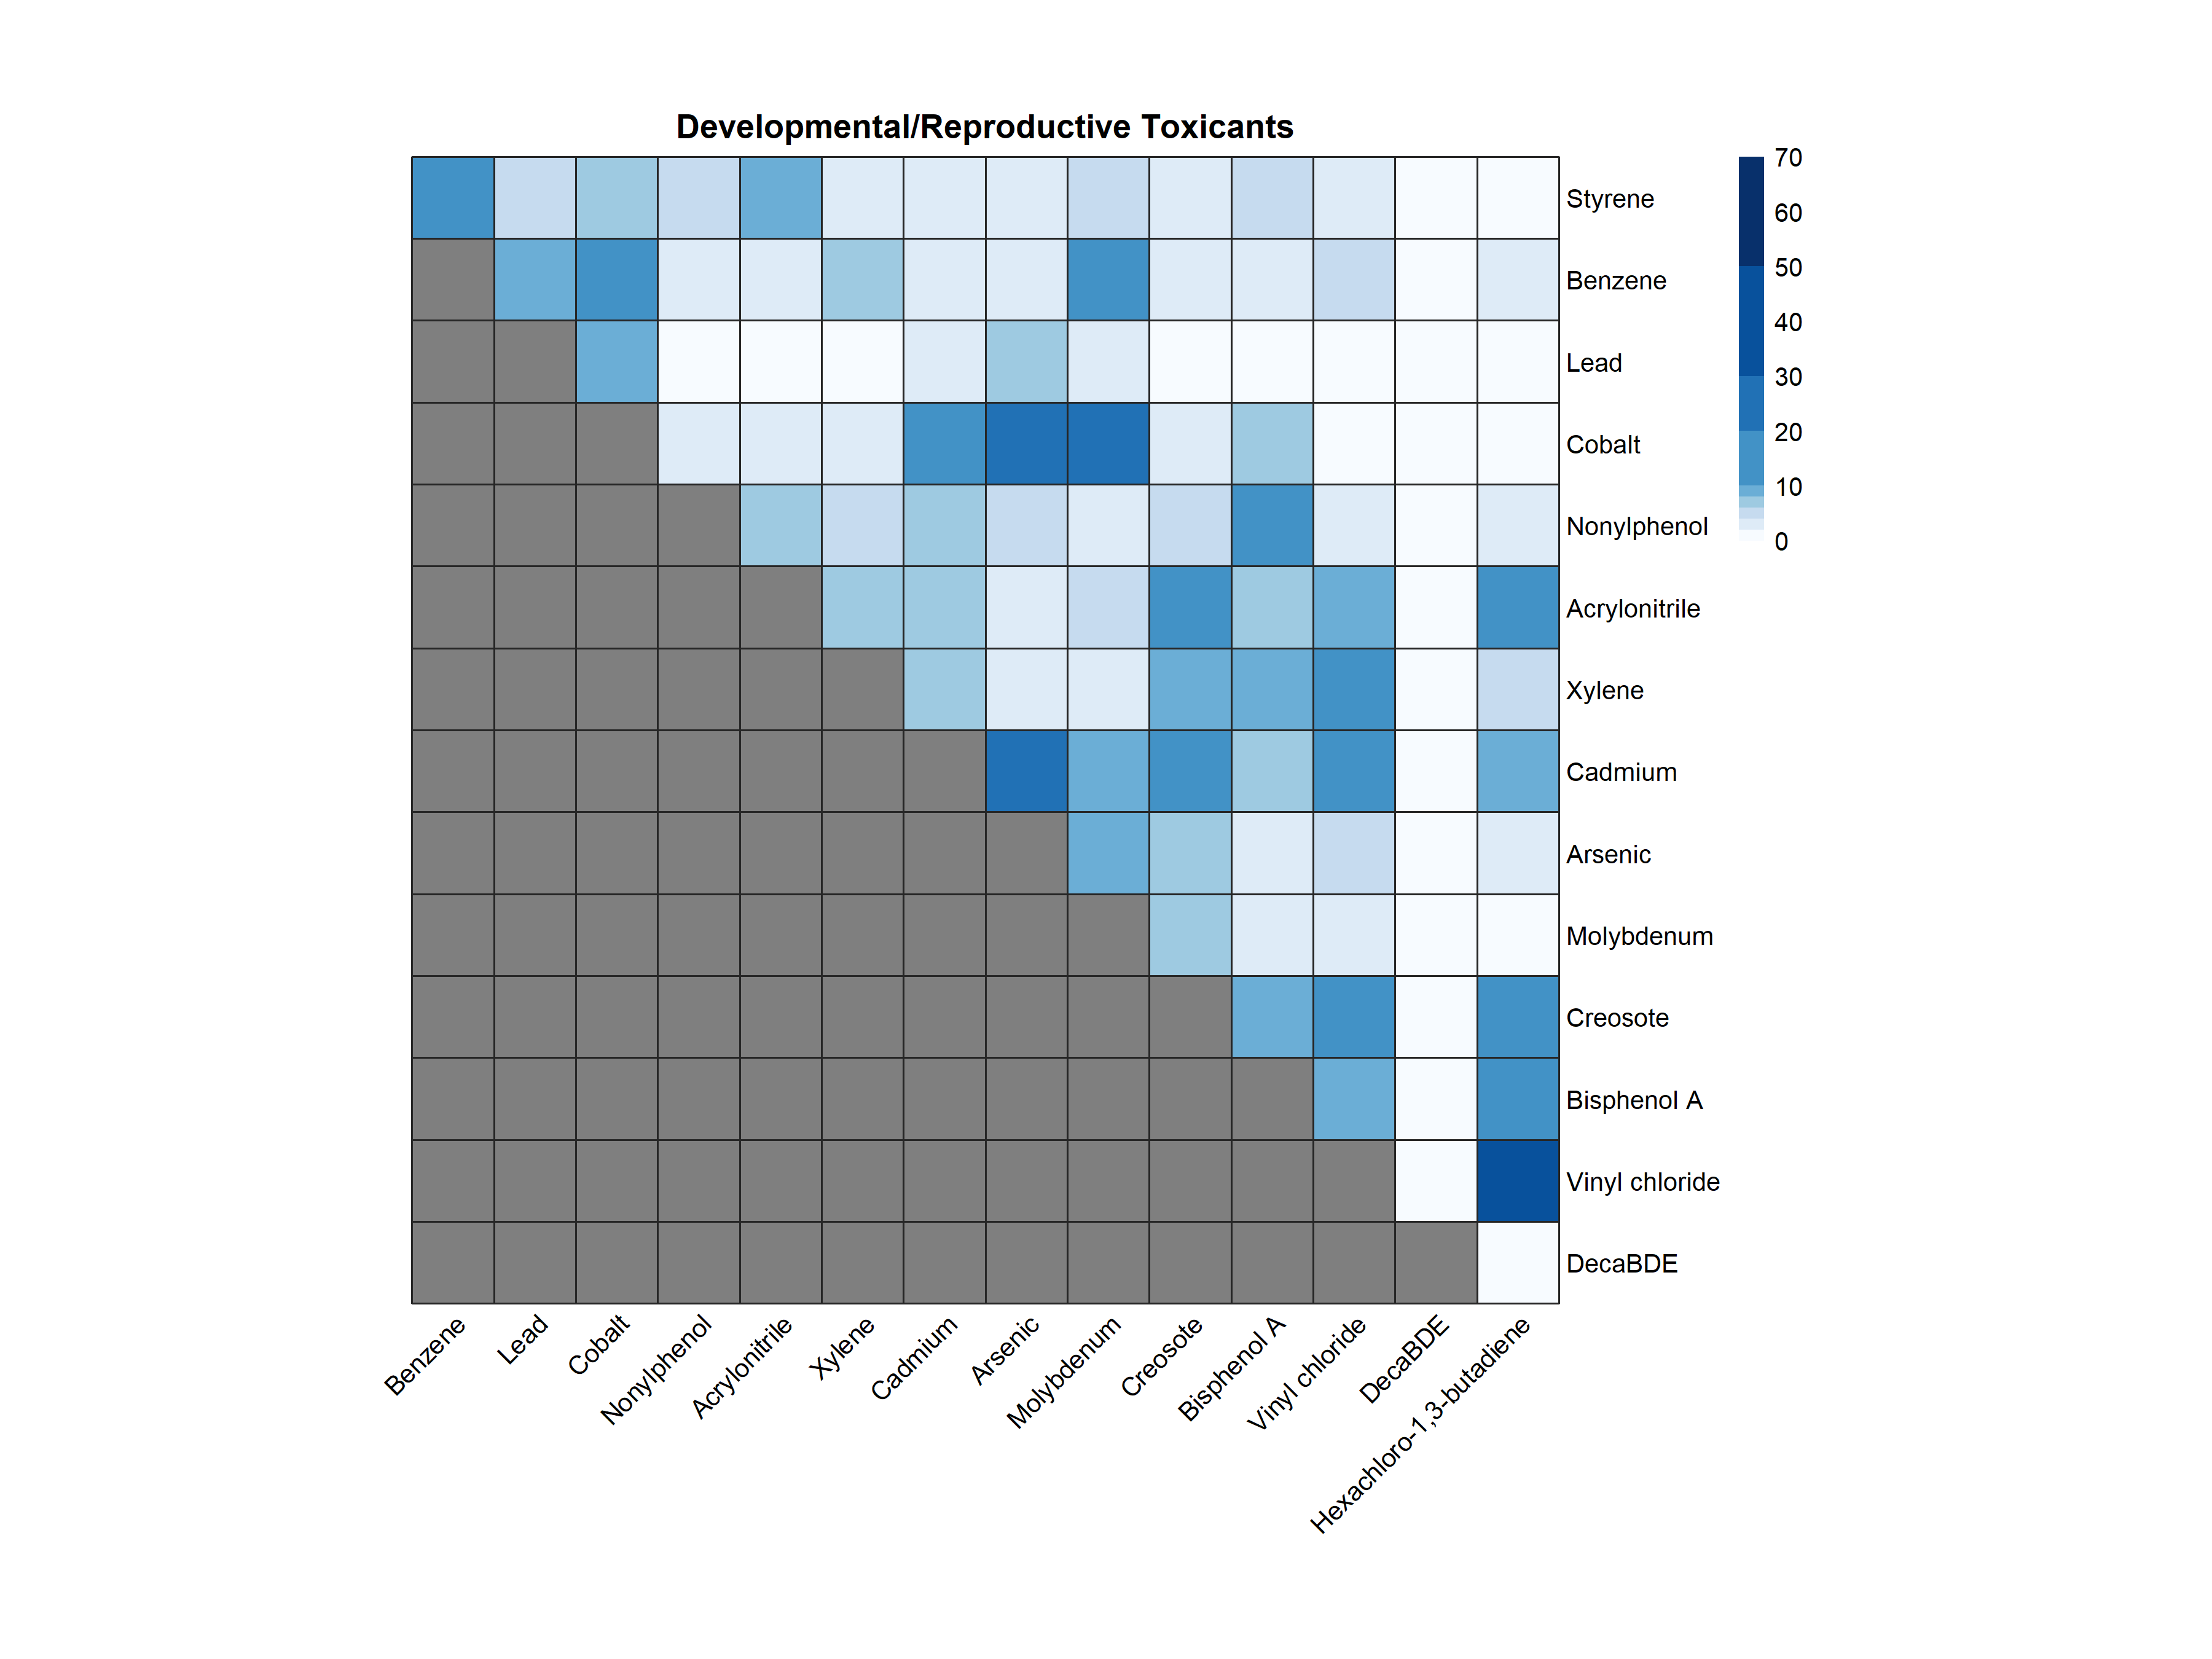 Developmental/Reproductive Toxicants
Styrene
Benzene
Lead
Cobalt
Nonylphenol
Acrylonitrile
Xylene
Cadmium
Arsenic
Molybdenum
Creosote
Bisphenol A
Vinyl chloride
DecaBDE
70
60
50
40
30
20
10
0
Benzene
Lead
Cobalt
Nonylphenol
Acrylonitrile
Xylene
Cadmium
Arsenic
Molybdenum
Creosote
Bisphenol A
Vinyl chloride
DecaBDE
Hexachloro-1,3-butadiene